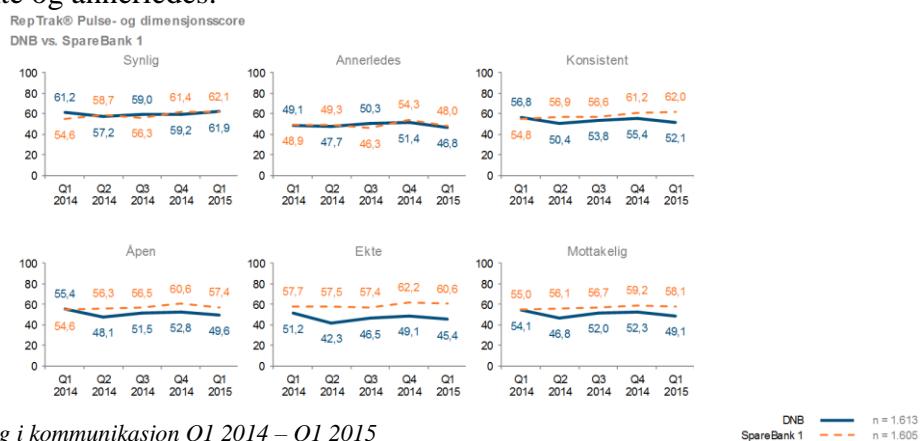 te og annerledes.
RepTrak® Pulse- og dimensjonsscore
DNB vs. SpareBank 1
Synlig
100
80
60
40
20
0
61,2 58,7 59,0 61,4 62,1
54,6 57,2 56,3 59,2 61,9
Q1 Q2 Q3 Q4 Q1
2014 2014 2014 2014 2015
Annerledes
100
80
60
40
20
0
49,1 49,3 50,3 54,3 48,0
48,9 47,7 46,3 51,4 46,8
Q1 Q2 Q3 Q4 Q1
2014 2014 2014 2014 2015
Konsistent
100
80
60
40
20
0
56,8 56,9 56,6 61,2 62,0
54,8 50,4 53,8 55,4 52,1
Q1 Q2 Q3 Q4 Q1
2014 2014 2014 2014 2015
Åpen
100
80
60
40
20
0
55,4 56,3 56,5 60,6 57,4
54,6 48,1 51,5 52,8 49,6
Q1 Q2 Q3 Q4 Q1
2014 2014 2014 2014 2015
Ekte
100
80
60
40
20
0
57,7 57,5 57,4 62,2 60,6
51,2 42,3 46,5 49,1 45,4
Q1 Q2 Q3 Q4 Q1
2014 2014 2014 2014 2015
Mottakelig
100
80
60
40
20
0
55,0 56,1 56,7 59,2 58,1
54,1 46,8 52,0 52,3 49,1
Q1 Q2 Q3 Q4 Q1
2014 2014 2014 2014 2015
DNB n = 1.613
SpareBank 1 n = 1.605
g i kommunikasjon Q1 2014 – Q1 2015